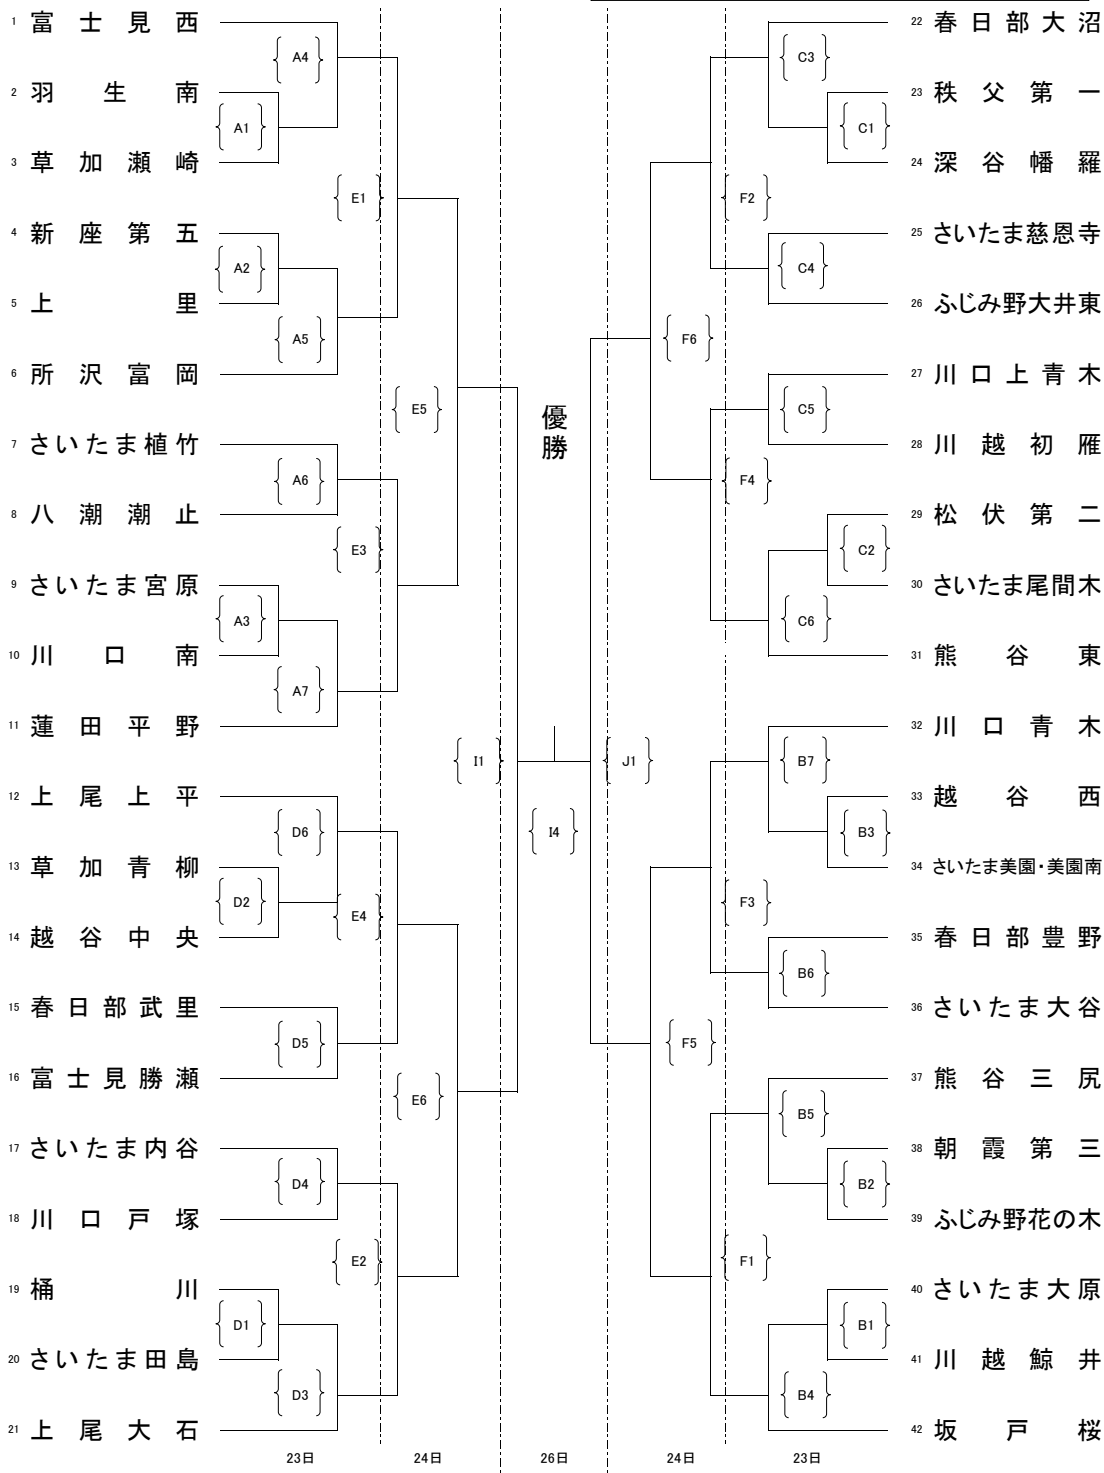 1 富士見西
A4
2 羽生南
A1
3 草加瀬崎
E1
4 新座第五
A2
5 上里
A5
6 所沢富岡
E5
7 さいたま植竹
A6
8 八潮潮止
E3
9 さいたま宮原
A3
10 川口南
A7
11 蓮田平野
I1
12 上尾上平
D6
13 草加青柳
D2
E4
14 越谷中央
15 春日部武里
D5
16 富士見勝瀬
E6
17 さいたま内谷
D4
18 川口戸塚
E2
19 桶川
D1
20 さいたま田島
D3
21 上尾大石
優勝
I4
22 春日部大沼
C3
23 秩父第一
C1
24 深谷幡羅
F2
25 さいたま慈恩寺
C4
26 ふじみ野大井東
F6
27 川口上青木
C5
28 川越初雁
F4
29 松伏第二
C2
30 さいたま尾間木
C6
31 熊谷東
32 川口青木
J1
B7
33 越谷西
B3
34 さいたま美園・美園南
F3
35 春日部豊野
B6
36 さいたま大谷
F5
37 熊谷三尻
B5
38 朝霞第三
B2
39 ふじみ野花の木
F1
40 さいたま大原
B1
41 川越鯨井
B4
42 坂戸桜
23日 24日 26日 24日 23日